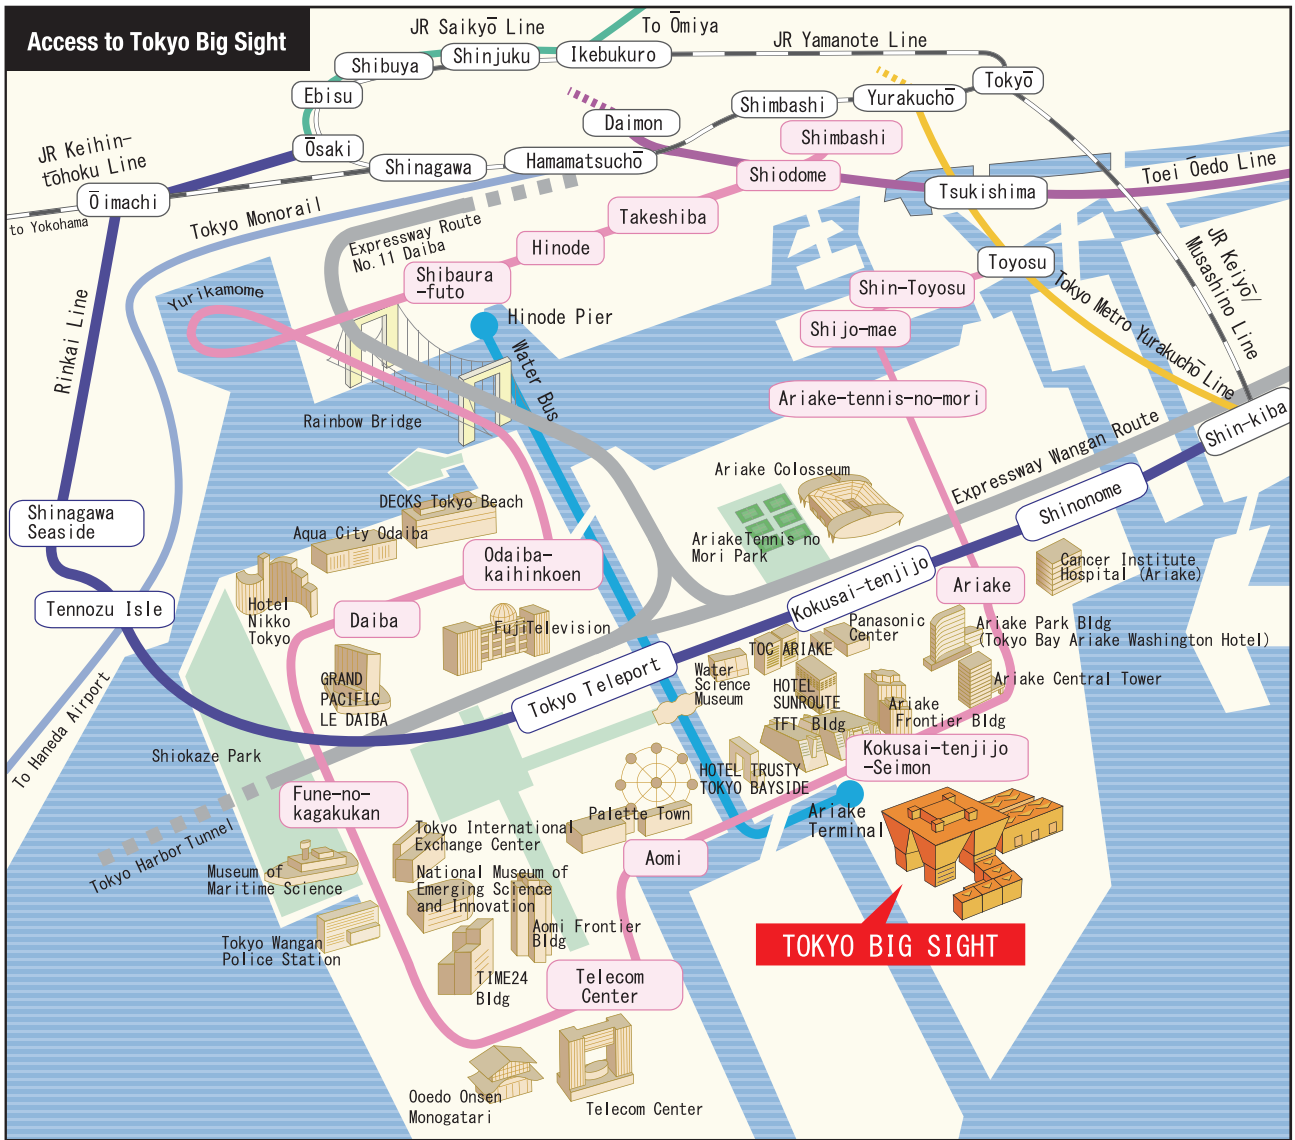 Access to Tokyo Big Sight
JR Saikyō Line
To Ōmiya
JR Yamanote Line
Shibuya
Shinjuku
Ikebukuro
Tokyō
Ebisu
Shimbashi
Yurakuchō
Daimon
Shimbashi
Ōsaki
JR Keihin-
tōhoku Line
Shinagawa
Hamamatsuchō
Shiodome
Toei Ōedo Line
Ōimachi
Tsukishima
to Yokohama
Tokyo Monorail
Takeshiba
Expressway Route
No.11 Daiba
Hinode
Toyosu
JR Keiyō/
Musashino Line
Shibaura
-futo
Yurikamome
Shin-Toyosu
Tokyo Metro Yurakuchō Line
Hinode Pier
Shijo-mae
Rinkai Line
Water Bus
Rainbow Bridge
Ariake-tennis-no-mori
Shin-kiba
Expressway Wangan Route
Ariake Colosseum
DECKS Tokyo Beach
Shinonome
Shinagawa
Seaside
Aqua City Odaiba
AriakeTennis no
Mori Park
Odaiba-
kaihinkoen
Kokusai-tenjijo
Cancer Institute
Hospital (Ariake)
Ariake
Tennozu Isle
Hotel
Nikko
Tokyo
Daiba
FujiTelevision
Panasonic
Center
Ariake Park Bldg
(Tokyo Bay Ariake Washington Hotel)
TOC ARIAKE
Tokyo Teleport
Water
Science
Museum
GRAND
PACIFIC
LE DAIBA
HOTEL
SUNROUTE
Ariake Central Tower
Ariake
Frontier Bldg
TFT Bldg
To Haneda Airport
Shiokaze Park
Kokusai-tenjijo
-Seimon
HOTEL TRUSTY
TOKYO BAYSIDE
Fune-no-
kagakukan
Palette Town
Ariake
Terminal
Tokyo Harbor Tunnel
Tokyo International
Exchange Center
Aomi
Museum of
Maritime Science
National Museum of
Emerging Science
and Innovation
Aomi Frontier
Bldg
TOKYO BIG SIGHT
Tokyo Wangan
Police Station
TIME24
Bldg
Telecom
Center
Ooedo Onsen
Monogatari
Telecom Center